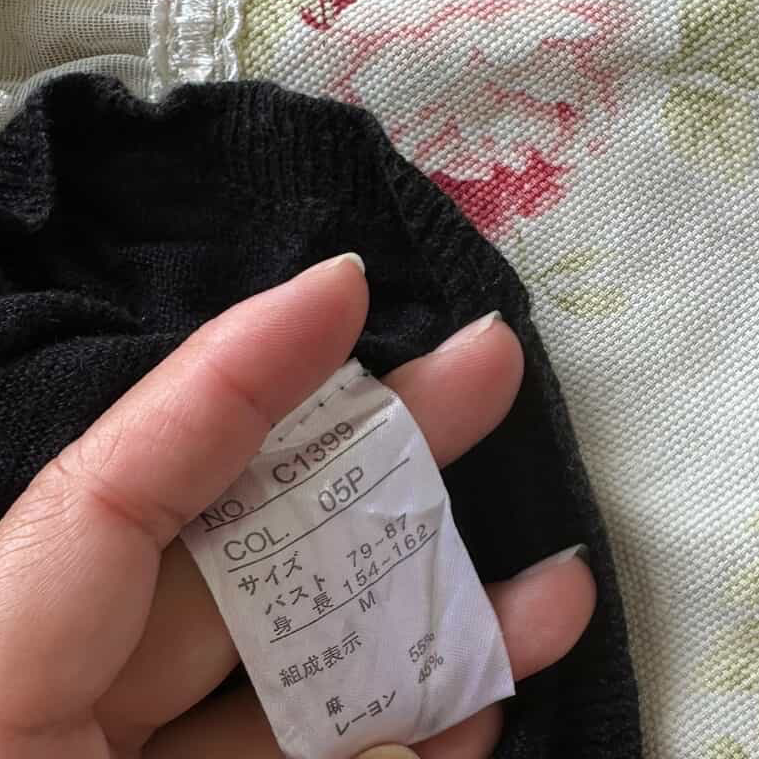 NO. C1399
COL. 05P
サイズ
バスト 79-87
身長 154-162
M
組成表示
麻 55%
レーヨン 45%